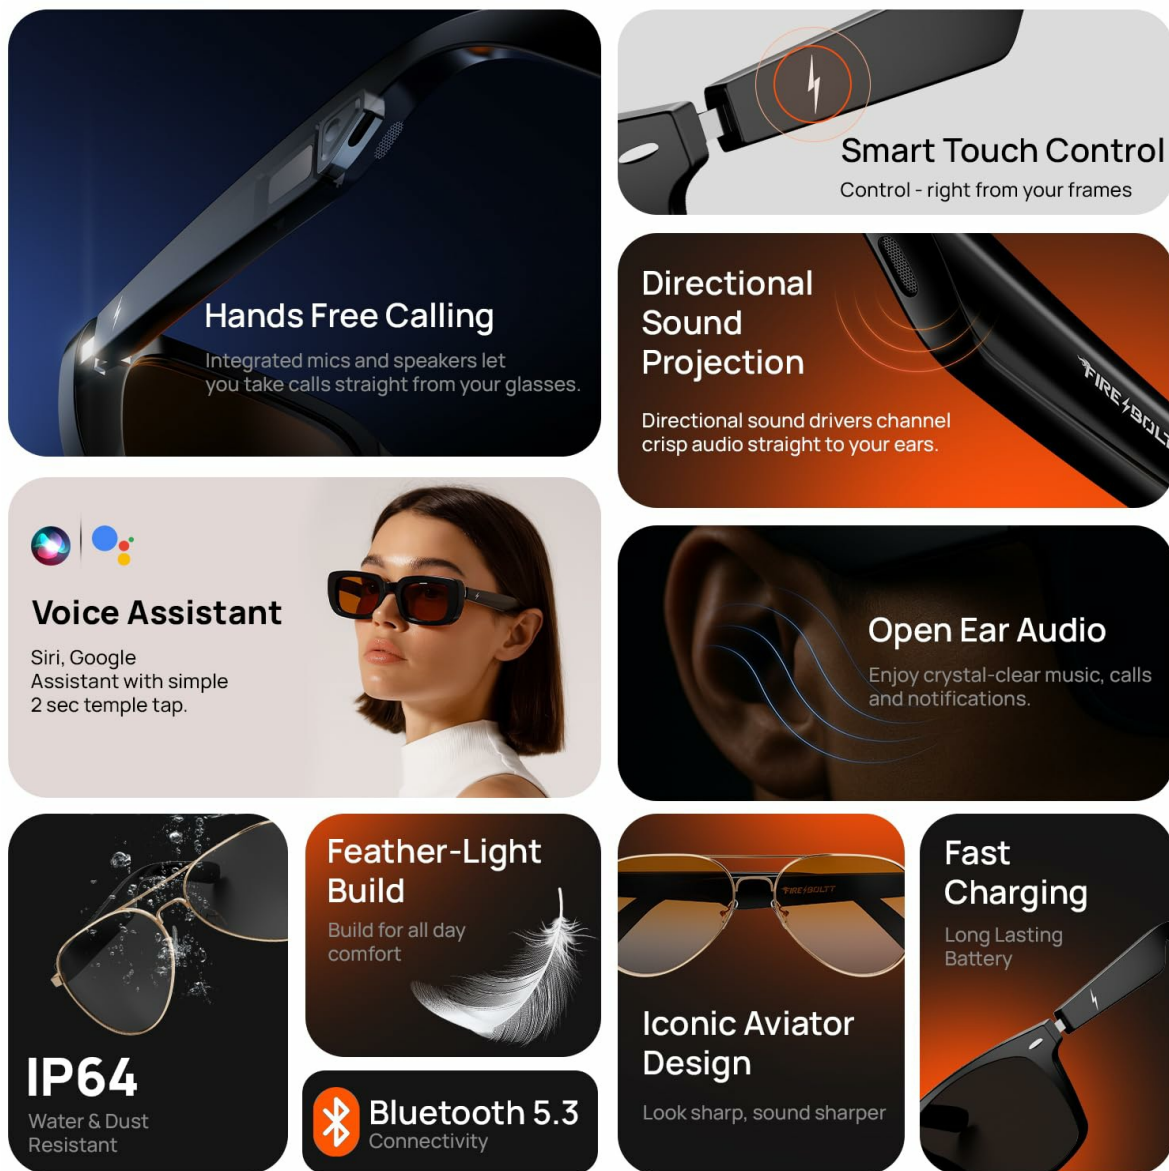 Hands Free Calling
Integrated mics and speakers let
you take calls straight from your glasses.
Smart Touch Control
Control - right from your frames
Directional
Sound
Projection
Directional sound drivers channel
crisp audio straight to your ears.
FIRE BOLTT
Voice Assistant
Siri, Google
Assistant with simple
2 sec temple tap.
Open Ear Audio
Enjoy crystal-clear music, calls
and notifications.
IP64
Water & Dust
Resistant
Feather-Light
Build
Build for all day
comfort
Bluetooth 5.3
Connectivity
FIRE BOLTT
Iconic Aviator
Design
Look sharp, sound sharper
Fast
Charging
Long Lasting
Battery